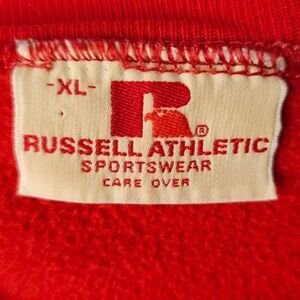 -XL- R
®
RUSSELL ATHLETIC
SPORTSWEAR
CARE OVER